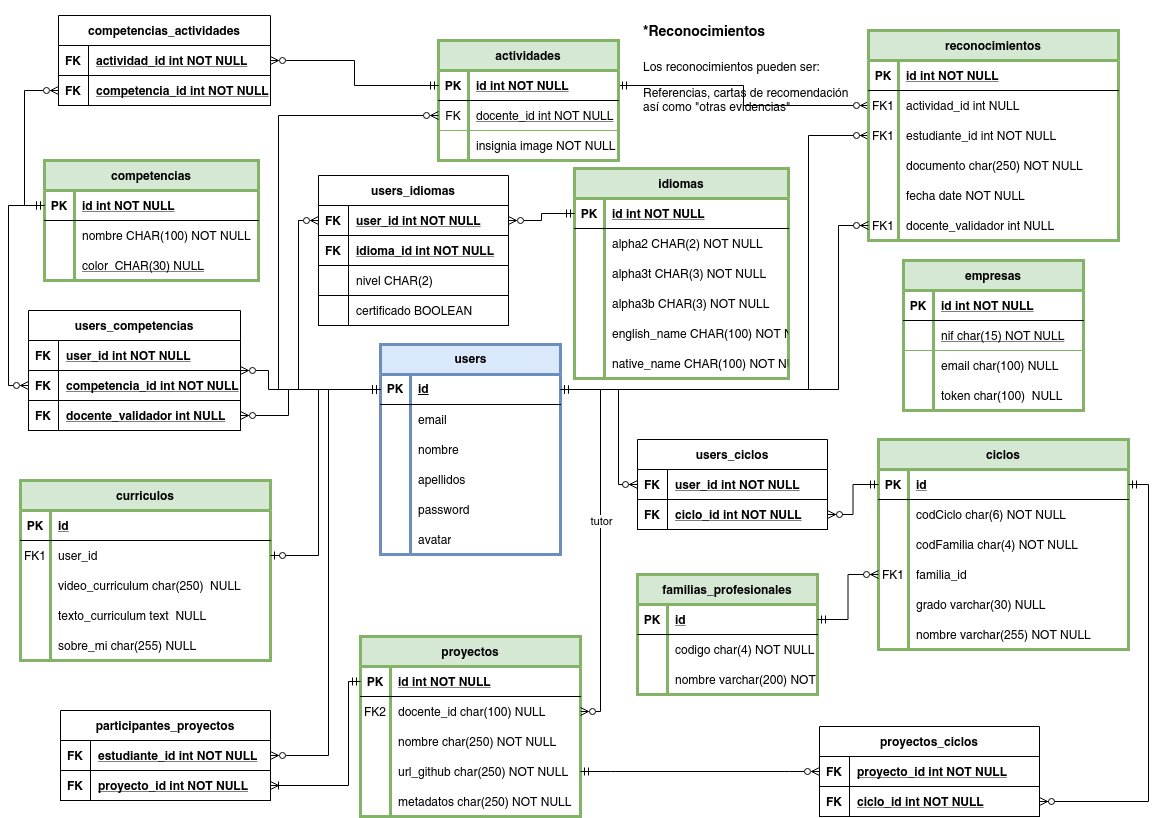 competencias_actividades
FK actividad_id int NOT NULL
FK competencia_id int NOT NULL
actividades
PK id int NOT NULL
FK docente_id int NOT NULL
insignia image NOT NULL
*Reconocimientos
Los reconocimientos pueden ser:
Referencias, cartas de recomendación
así como "otras evidencias"
reconocimientos
PK id int NOT NULL
FK1 actividad_id int NOT NULL
FK1 estudiante_id int NOT NULL
documento char(250) NOT NULL
fecha date NOT NULL
FK1 docente_validador int NULL
competencias
PK id int NOT NULL
nombre CHAR(100) NOT NULL
color CHAR(30) NULL
users_idiomas
FK user_id int NOT NULL
FK idioma_id int NOT NULL
nivel CHAR(2)
certificado BOOLEAN
idiomas
PK id int NOT NULL
alpha2 CHAR(2) NOT NULL
alpha3t CHAR(3) NOT NULL
alpha3b CHAR(3) NOT NULL
english_name CHAR(100) NOT N
native_name CHAR(100) NOT N
empresas
PK id int NOT NULL
nif char(15) NOT NULL
email char(100) NULL
token char(100) NULL
users_competencias
FK user_id int NOT NULL
FK competencia_id int NOT NULL
FK docente_validador int NULL
users
PK id
email
nombre
apellidos
password
avatar
users_ciclos
FK user_id int NOT NULL
FK ciclo_id int NOT NULL
ciclos
PK id
codCiclo char(6) NOT NULL
codFamilia char(4) NOT NULL
FK1 familia_id
grado varchar(30) NULL
nombre varchar(255) NOT NULL
curriculos
PK id
FK1 user_id
video_curriculum char(250) NULL
texto_curriculum text NULL
sobre_mi char(255) NULL
tutor
familias_profesionales
PK id
codigo char(4) NOT NULL
nombre varchar(200) NOT
proyectos
PK id int NOT NULL
FK2 docente_id char(100) NULL
nombre char(250) NOT NULL
url_github char(250) NOT NULL
metadatos char(250) NOT NULL
participantes_proyectos
FK estudiante_id int NOT NULL
FK proyecto_id int NOT NULL
proyectos_ciclos
FK proyecto_id int NOT NULL
FK ciclo_id int NOT NULL